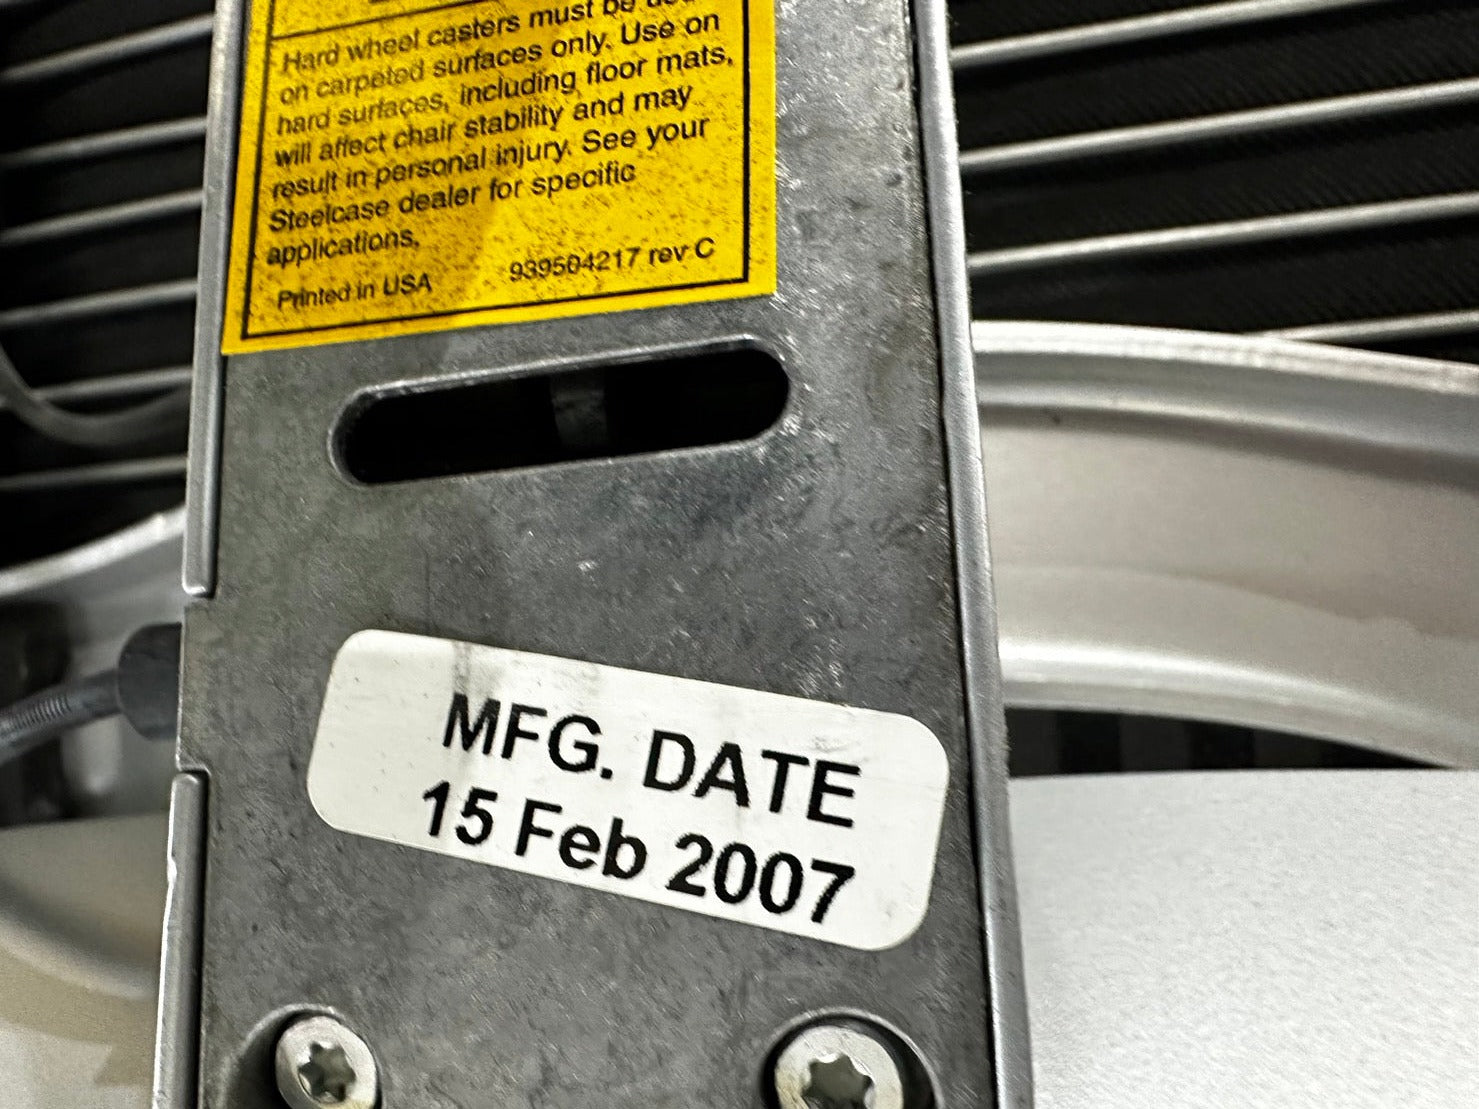 Hard wheel casters must be
on carpeted surfaces only. Use on
hard surfaces, including floor mats,
will affect chair stability and may
result in personal injury. See your
Steelcase dealer for specific
applications.
Printed in USA 939504217 rev C
MFG. DATE
15 Feb 2007